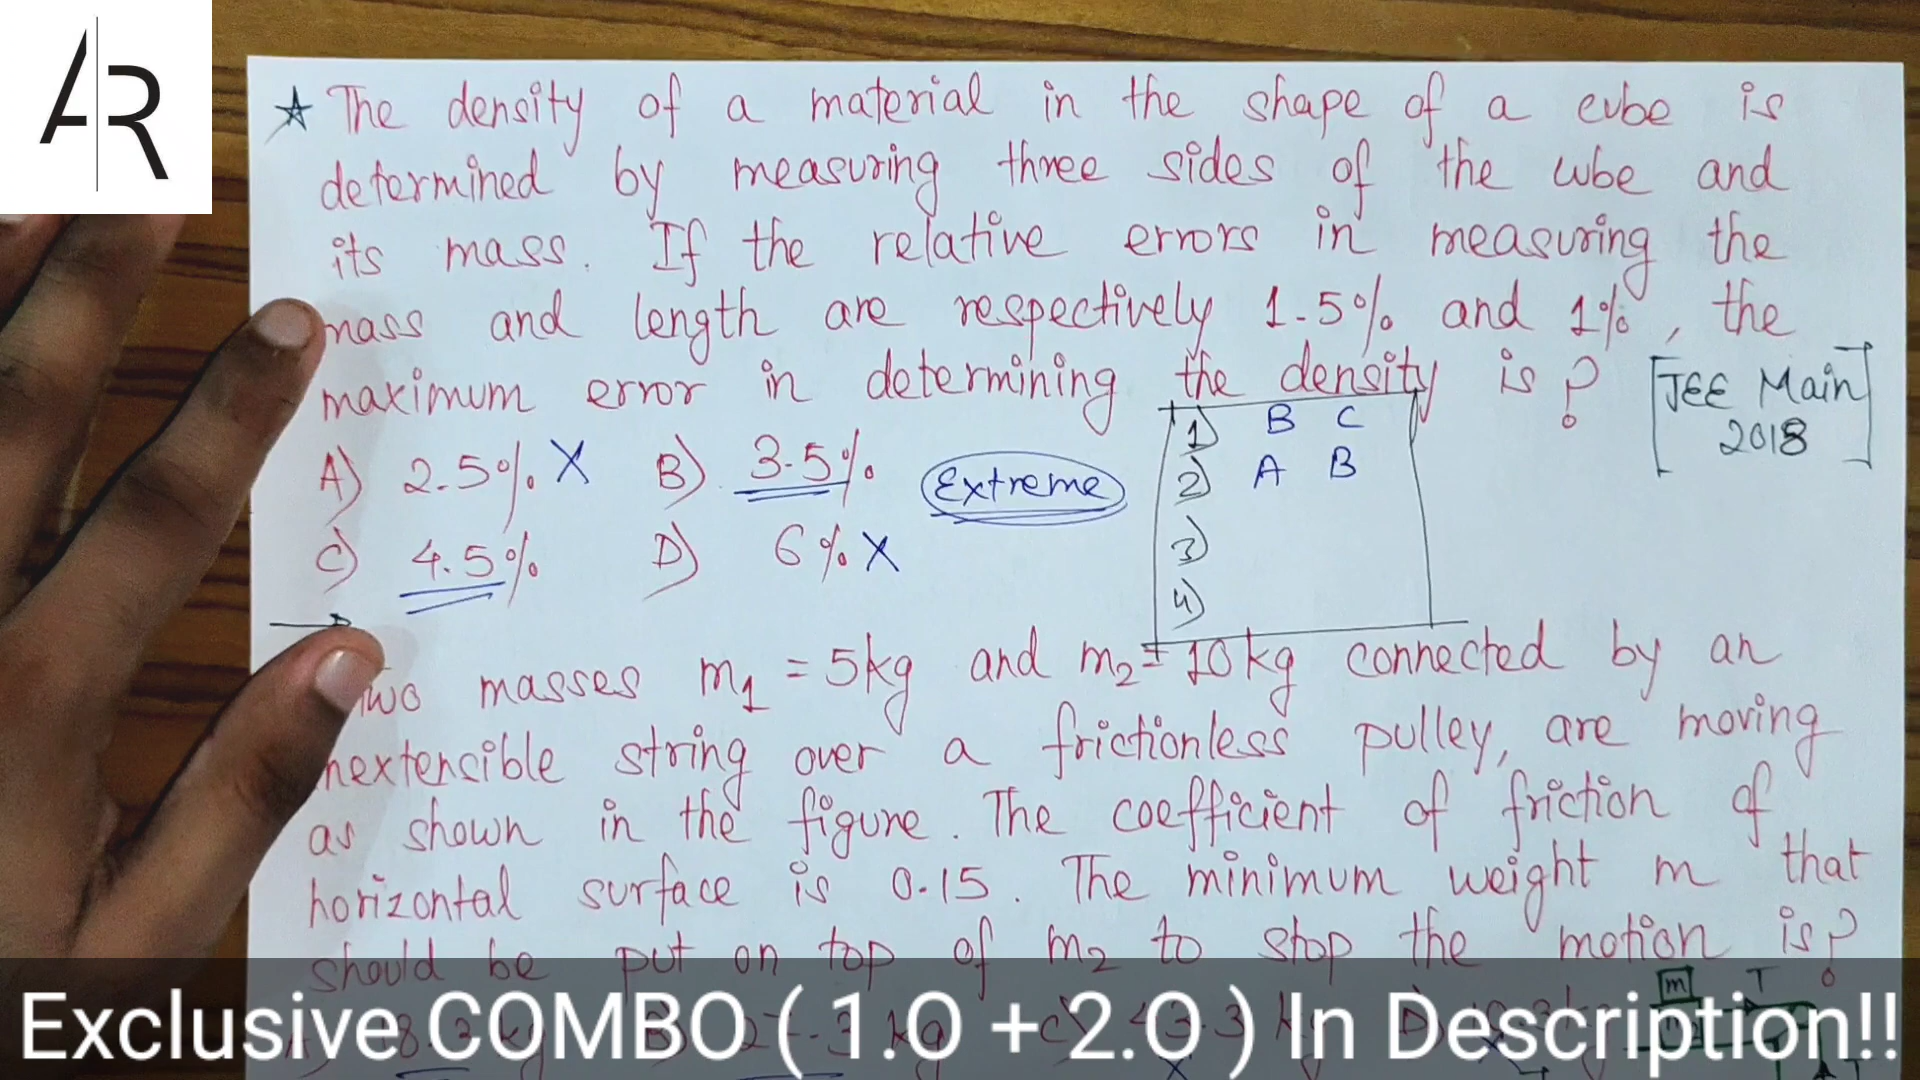 AR
☆ The density of a material in the shape of a cube is
determined by measuring three sides of the cube and
its mass. If the relative errors in measuring the
mass and length are respectively 1.5% and 1%, the
maximum error in determining the density is?
[JEE Main
2018]
A) 2.5% X B) 3.5%
Extreme
C) 4.5% D) 6% X
1) B C
2) A B
3)
4)
Two masses m₁ = 5kg and m₂ = 10kg connected by an
inextensible string over a frictionless pulley, are moving
as shown in the figure. The coefficient of friction of
horizontal surface is 0.15. The minimum weight m that
should be put on top of m₂ to stop the motion is?
m T
Exclusive COMBO ( 1.O + 2.O ) In Description!!